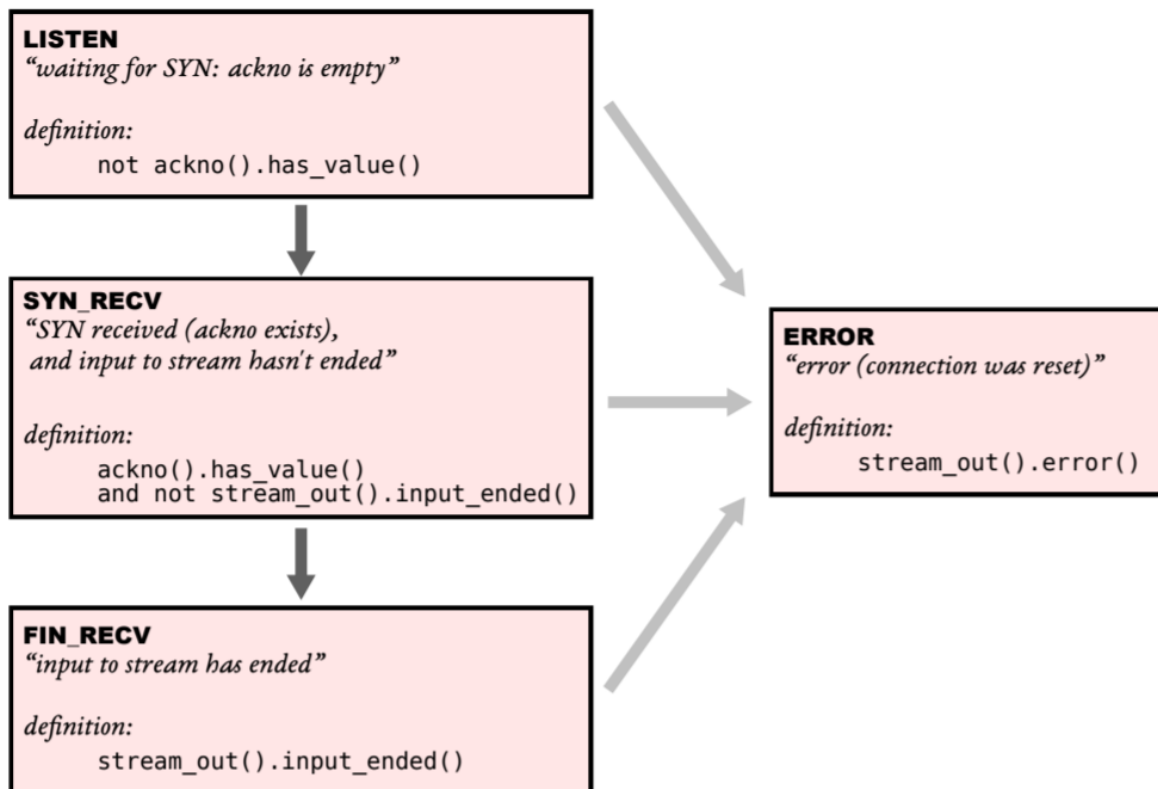 LISTEN
“waiting for SYN: ackno is empty”
definition:
not ackno().has_value()
SYN_RECV
“SYN received (ackno exists),
and input to stream hasn't ended”
definition:
ackno().has_value()
and not stream_out().input_ended()
FIN_RECV
“input to stream has ended”
definition:
stream_out().input_ended()
ERROR
“error (connection was reset)”
definition:
stream_out().error()